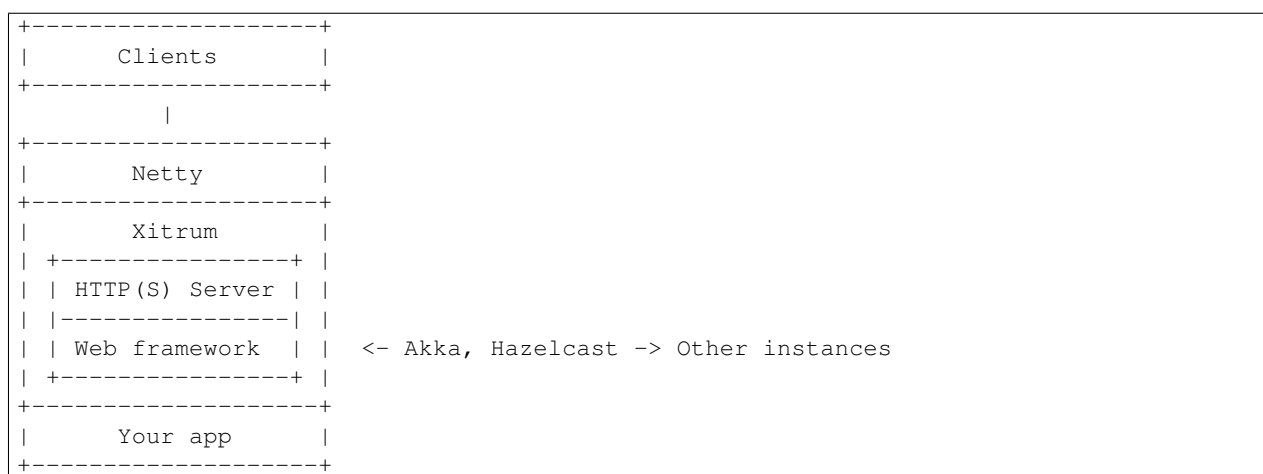 +--------------------+
|       Clients       |
+--------------------+
          |
+--------------------+
|        Netty        |
+--------------------+
|        Xitrum       |
| +----------------+ |
| | HTTP(S) Server | |
| |----------------| |
| | Web framework  | |  <- Akka, Hazelcast -> Other instances
| +----------------+ |
+--------------------+
|       Your app      |
+--------------------+